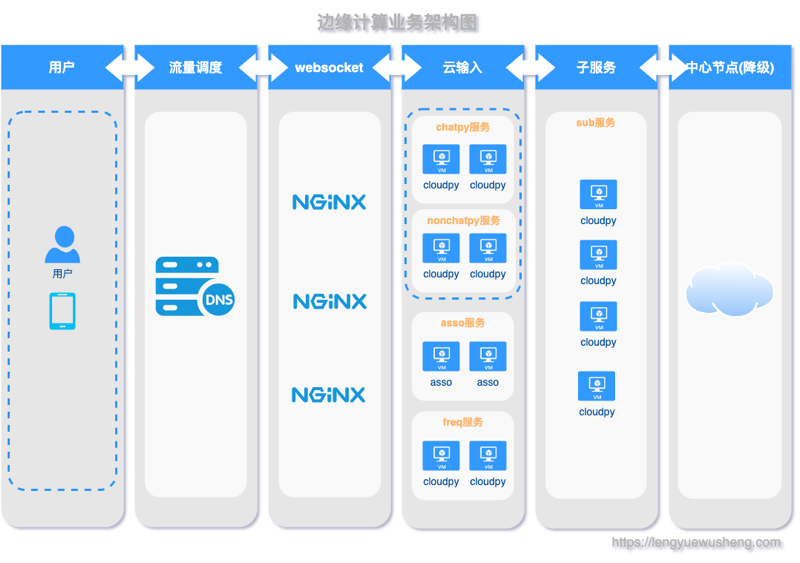 边缘计算业务架构图
用户
流量调度
websocket
云输入
子服务
中心节点(降级)
用户
DNS
NGINX
NGINX
NGINX
chatpy服务
VM
VM
cloudpy
cloudpy
nonchatpy服务
VM
VM
cloudpy
cloudpy
asso服务
VM
VM
asso
asso
freq服务
VM
VM
cloudpy
cloudpy
sub服务
VM
cloudpy
VM
cloudpy
VM
cloudpy
VM
cloudpy
https://lengyuewusheng.com